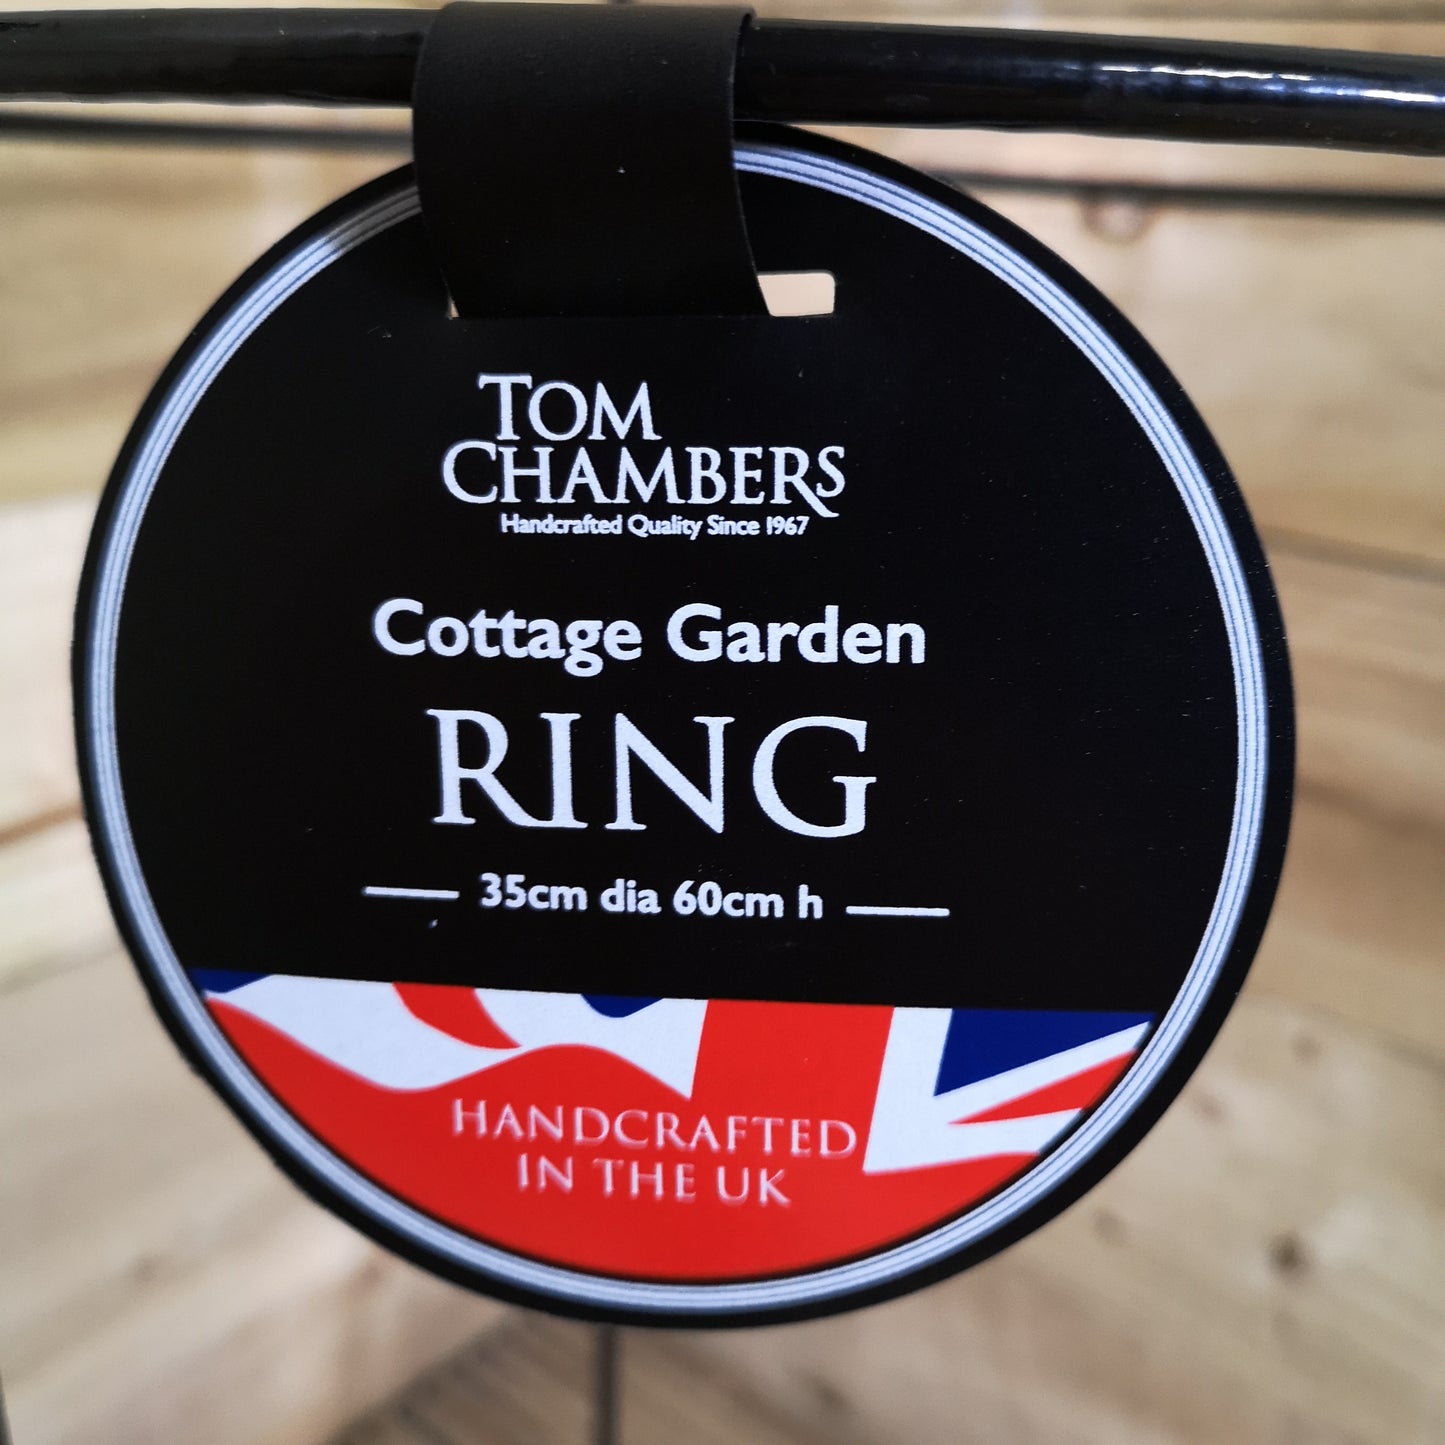 TOM
CHAMBERS
Handcrafted Quality Since 1967
Cottage Garden
RING
35cm dia 60cm h
HANDCRAFTED
IN THE UK